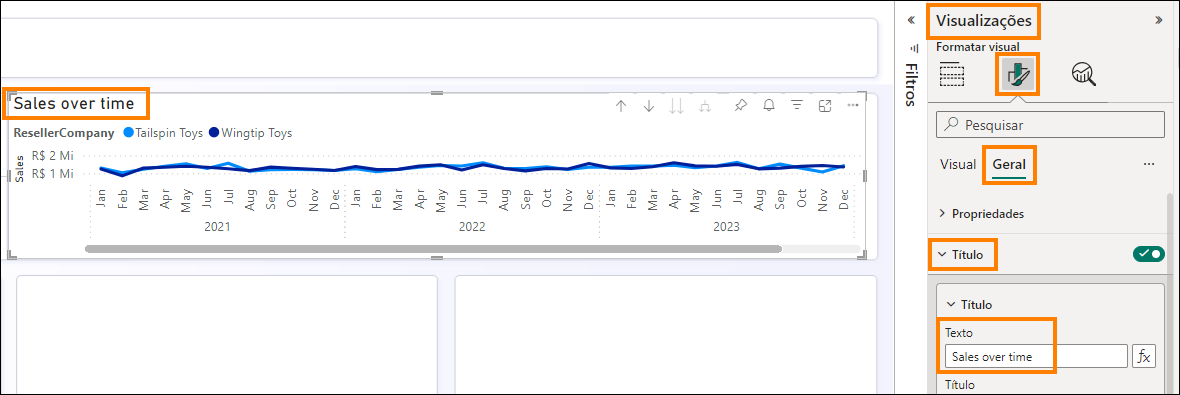 Sales over time
ResellerCompany Tailspin Toys Wingtip Toys
Sales
R$ 2 Mi
R$ 1 Mi
Jan Feb Mar Apr May Jun Jul Aug Sep Oct Nov Dec Jan Feb Mar Apr May Jun Jul Aug Sep Oct Nov Dec Jan Feb Mar Apr May Jun Jul Aug Sep Oct Nov Dec
2021 2022 2023
Filtros
Visualizações
Formatar visual
Pesquisar
Visual Geral
Propriedades
Título
Título
Texto
Sales over time
fx
Título